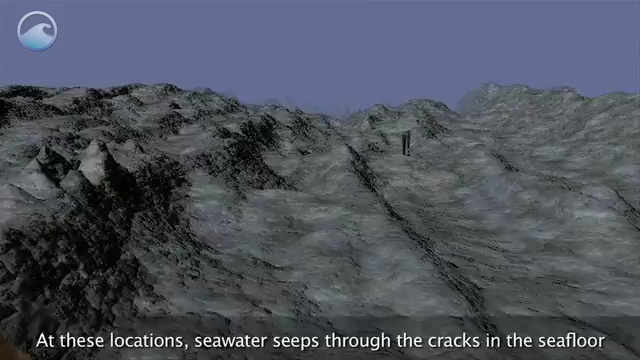 At these locations, seawater seeps through the cracks in the seafloor